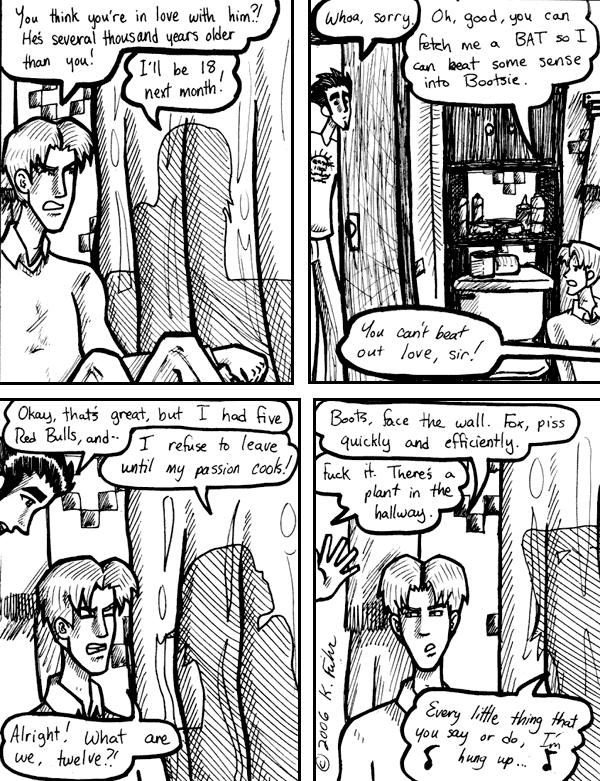 You think you're in love with him?!
He's several thousand years older
than you!
I'll be 18
next month!
Whoa, sorry.
Oh, good, you can
fetch me a BAT so I
can beat some sense
into Bootsie.
You can't beat
out love, sir!
Okay, that's great, but I had five
Red Bulls, and--
I refuse to leave
until my passion cools!
Alright! What are
we, twelve?!
Boots, face the wall. Fox, piss
quickly and efficiently.
Fuck it. There's a
plant in the
hallway.
Every little thing that
you say or do, I'm
hung up...
© 2006 K.